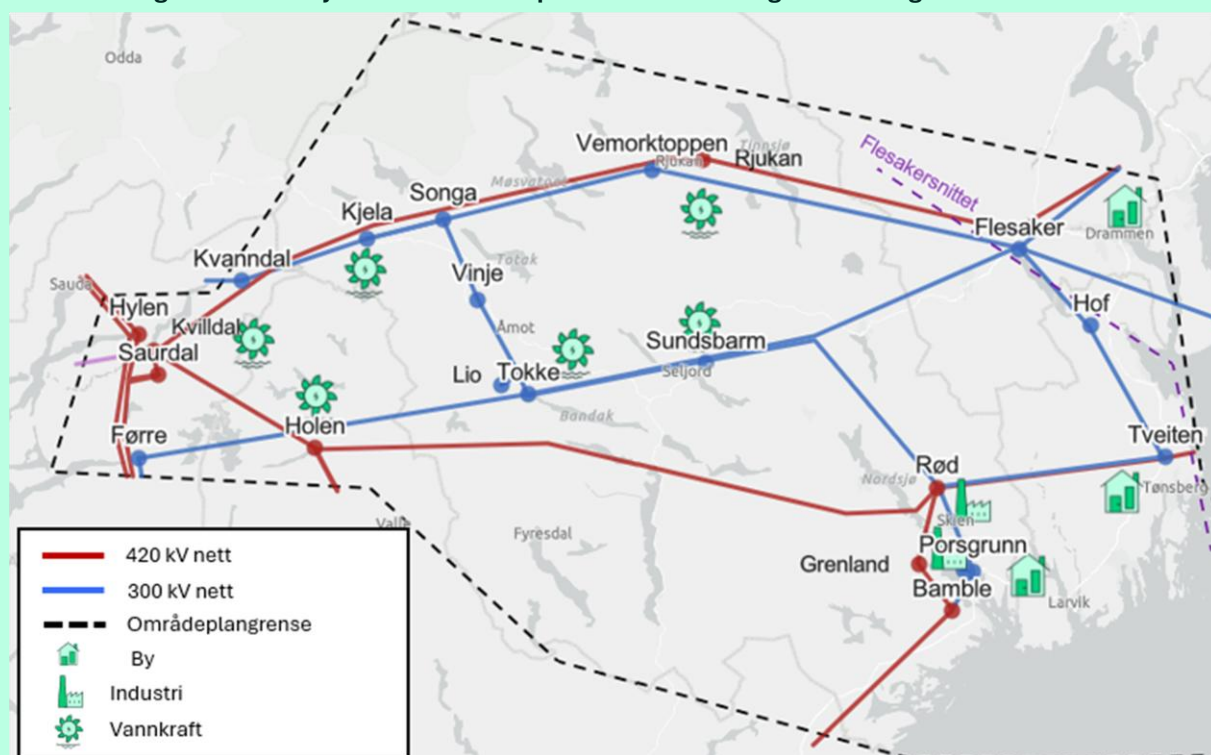 Odda
Vemorktoppen
Rjukan
Tinnsjø
Rjukan
Flesakersnittet
Songa
Møsvatnet
Kjela
Flesaker
Drammen
Kvanndal
Totak
Vinje
Sauda
Hylen
Kvilldal
Saurdal
Åmot
Sundsbarm
Seljord
Hof
Lio
Tokke
Bandak
Holen
Førre
Tveiten
Rød
Nordsjø
Tønsberg
Skien
Valle
Fyresdal
Porsgrunn
Grenland
Bamble
Larvik
420 kV nett
300 kV nett
Områdeplangrense
By
Industri
Vannkraft